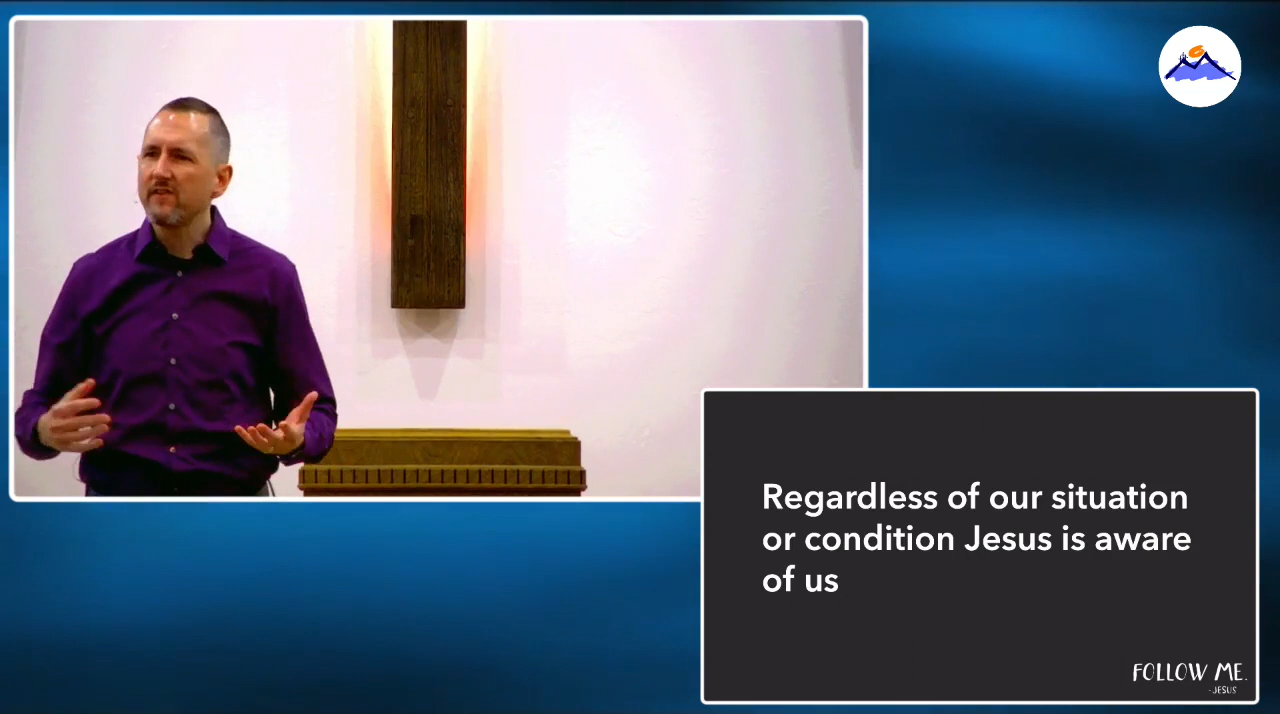 Regardless of our situation
or condition Jesus is aware
of us
FOLLOW ME.
-JESUS